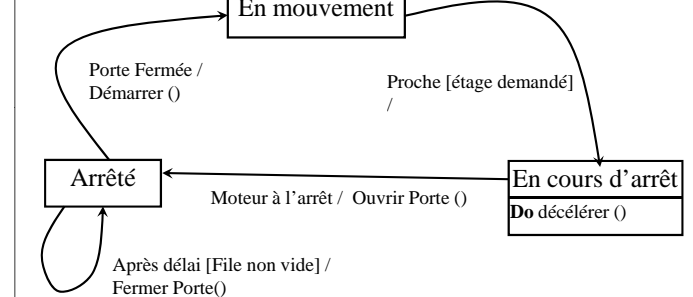 En mouvement
Porte Fermée /
Démarrer ()
Proche [étage demandé]
/
Arrêté
En cours d'arrêt
Do décélérer ()
Moteur à l'arrêt / Ouvrir Porte ()
Après délai [File non vide] /
Fermer Porte()